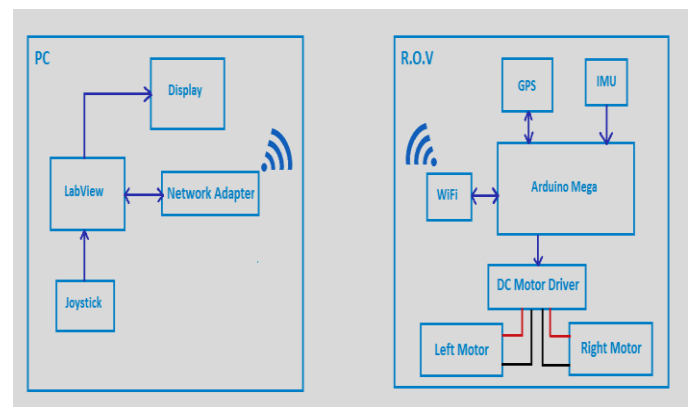 PC
Display
LabView
Network Adapter
Joystick
R.O.V
GPS
IMU
WiFi
Arduino Mega
DC Motor Driver
Left Motor
Right Motor